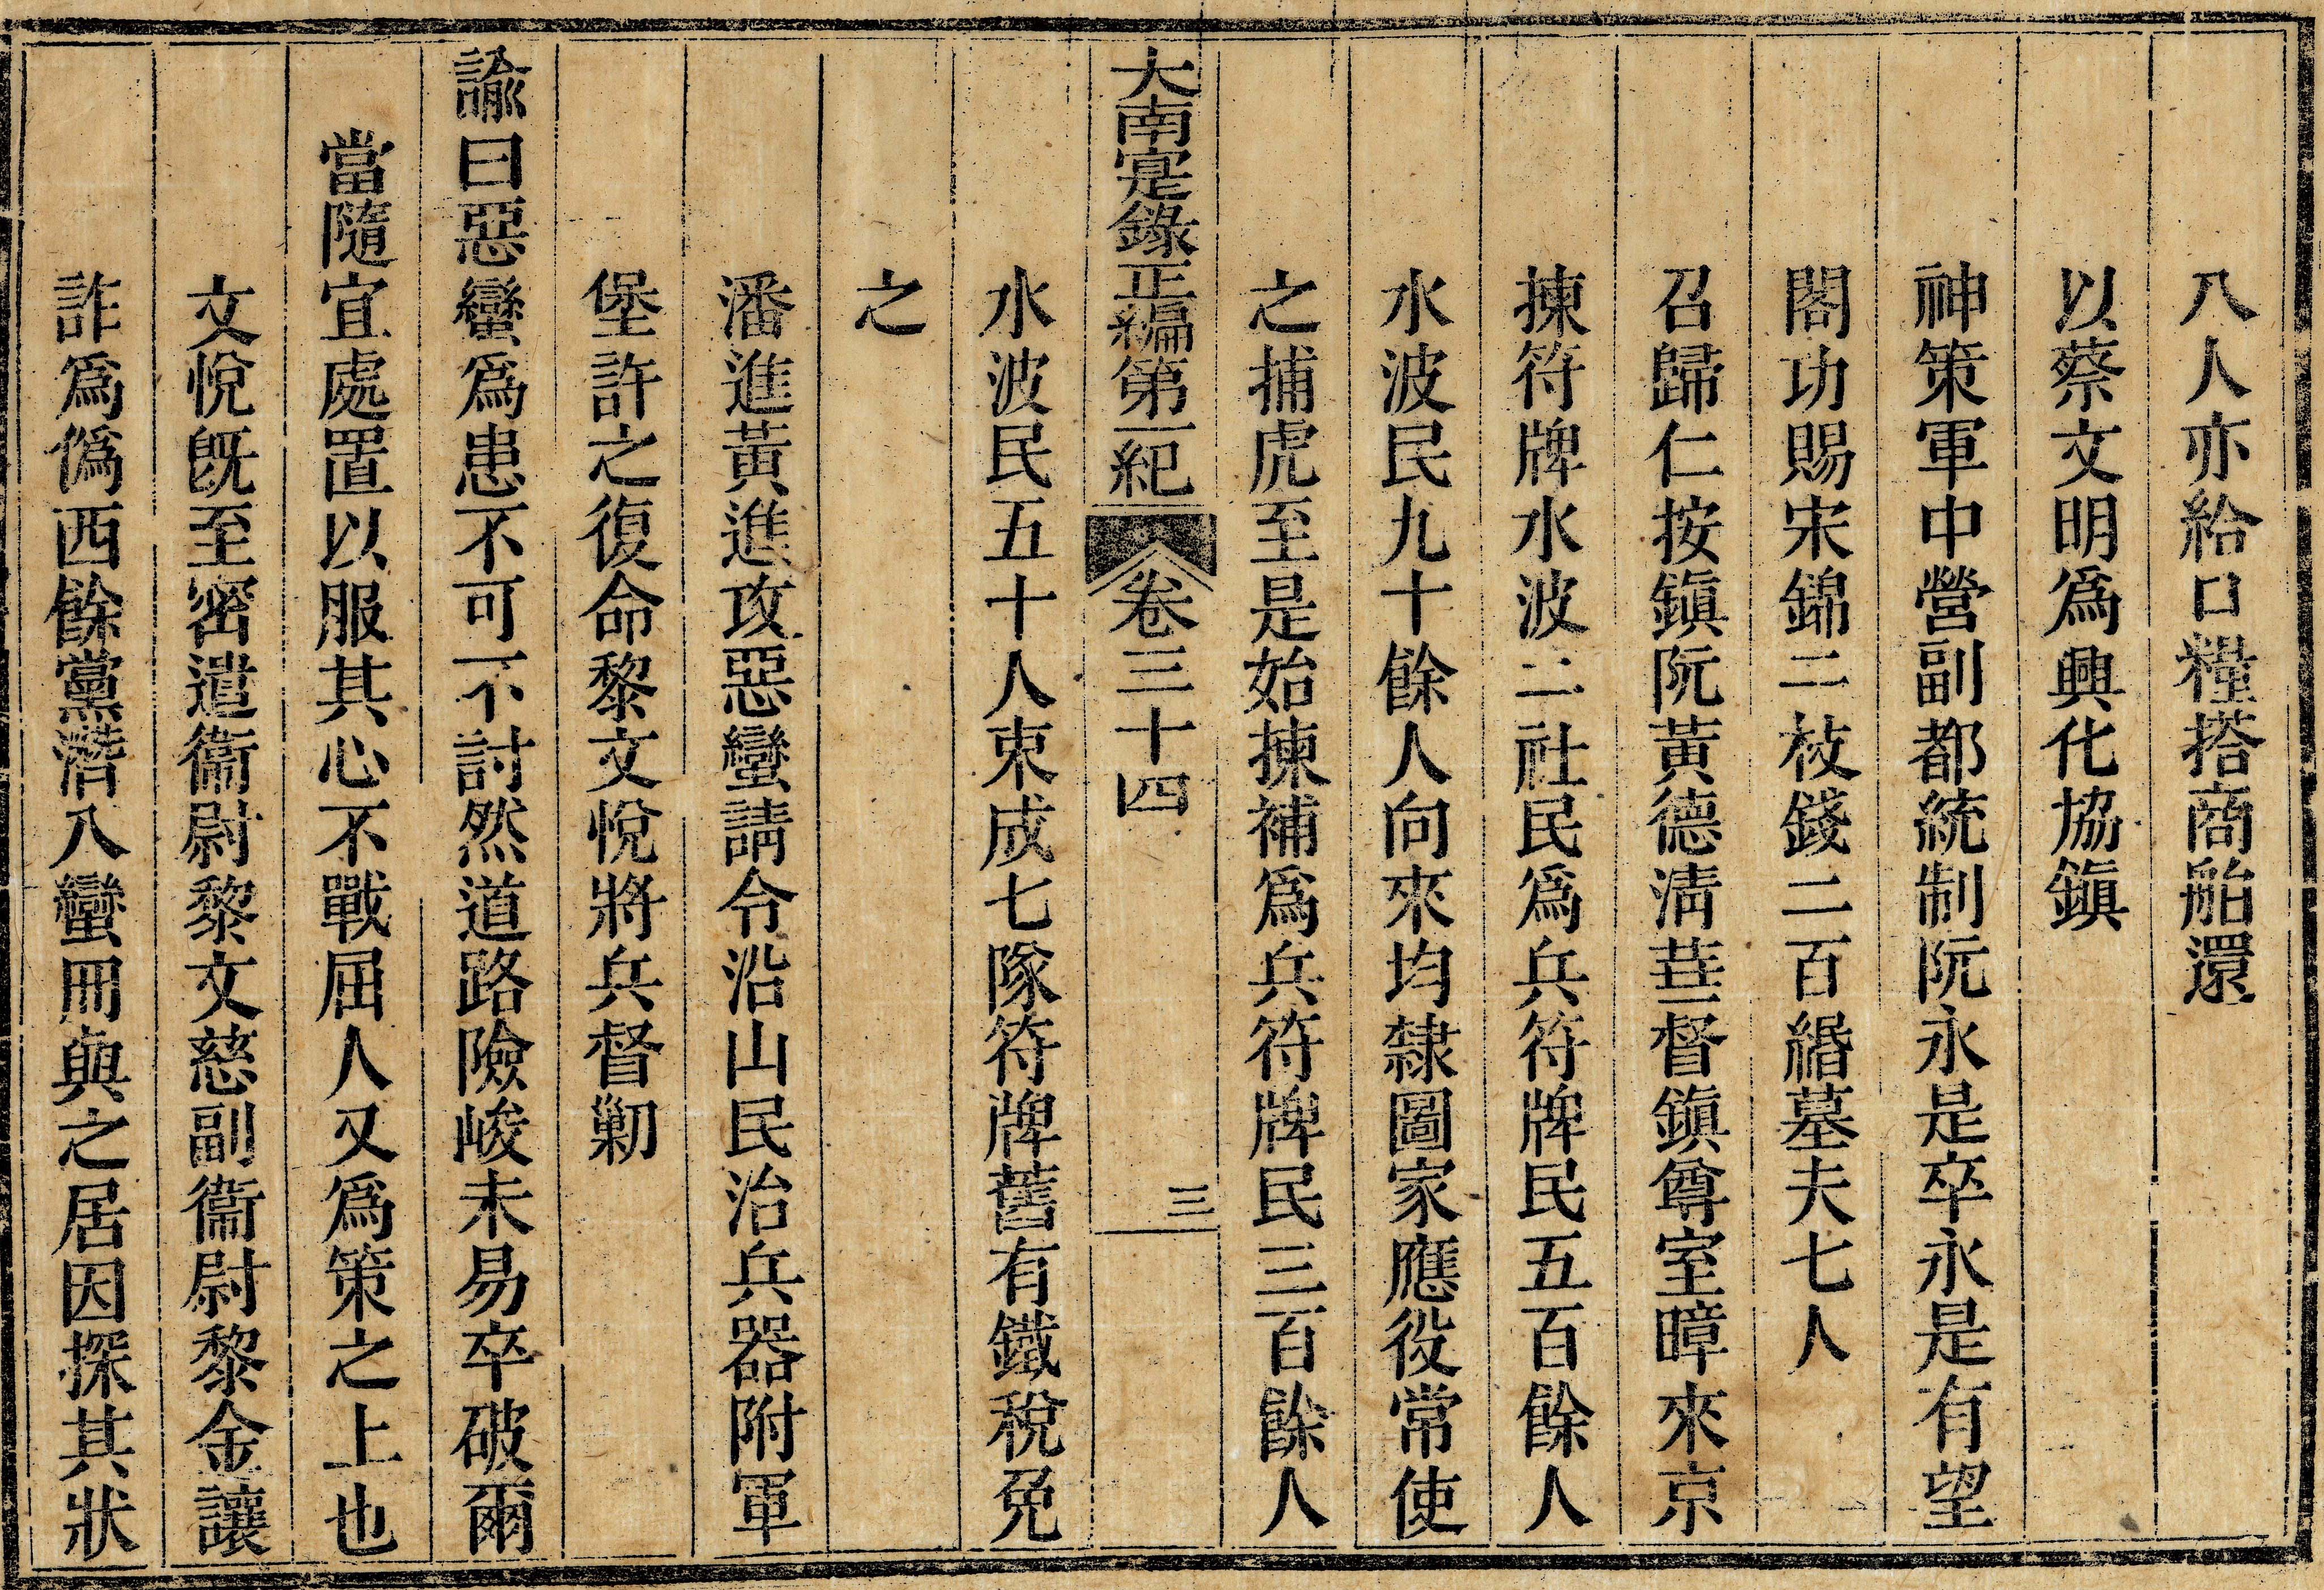 八人亦給口糧搭商船還
以蔡文明爲興化協鎮
神策軍中營副都統制阮永是卒永是有望
閣功賜宋錦二枝錢二百緡墓夫七人
召歸仁按鎮阮黃德淸華督鎮尊室暲來京
揀符牌水波二社民爲兵符牌民五百餘人
水波民九十餘人向來均隸圖家應役常使
之捕虎至是始揀補爲兵符牌民三百餘人
大南寔錄正編第一紀 卷三十四 三
水波民五十人束成七隊符牌舊有鐵稅免
之
潘進黃進攻惡蠻請令沿山民治兵器附軍
堡許之復命黎文悅將兵督勦
諭曰惡蠻爲患不可不討然道路險峻未易卒破爾
當隨宜處置以服其心不戰屈人又爲策之上也
文悅旣至密遣衞尉黎文慈副衞尉黎金讓
詐爲僞西餘黨濳入蠻冊與之居因探其狀